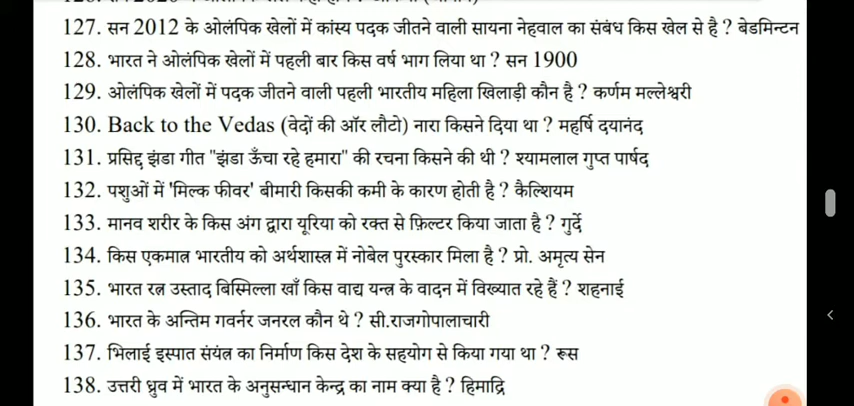 127. सन 2012 के ओलंपिक खेलों में कांस्य पदक जीतने वाली सायना नेहवाल का संबंध किस खेल से है ? बेडमिन्टन
128. भारत ने ओलंपिक खेलों में पहली बार किस वर्ष भाग लिया था ? सन 1900
129. ओलंपिक खेलों में पदक जीतने वाली पहली भारतीय महिला खिलाड़ी कौन है ? कर्णम मल्लेश्वरी
130. Back to the Vedas (वेदों की ऑर लौटो) नारा किसने दिया था ? महर्षि दयानंद
131. प्रसिद्द झंडा गीत "झंडा ऊँचा रहे हमारा" की रचना किसने की थी ? श्यामलाल गुप्त पार्षद
132. पशुओं में 'मिल्क फीवर' बीमारी किसकी कमी के कारण होती है ? कैल्शियम
133. मानव शरीर के किस अंग द्वारा यूरिया को रक्त से फ़िल्टर किया जाता है ? गुर्दे
134. किस एकमात्र भारतीय को अर्थशास्त्र में नोबेल पुरस्कार मिला है ? प्रो. अमृत्य सेन
135. भारत रत्न उस्ताद बिस्मिल्ला खाँ किस वाद्य यन्त्र के वादन में विख्यात रहे हैं ? शहनाई
136. भारत के अन्तिम गवर्नर जनरल कौन थे ? सी.राजगोपालाचारी
137. भिलाई इस्पात संयंत्र का निर्माण किस देश के सहयोग से किया गया था ? रूस
138. उत्तरी ध्रुव में भारत के अनुसन्धान केन्द्र का नाम क्या है ? हिमाद्रि